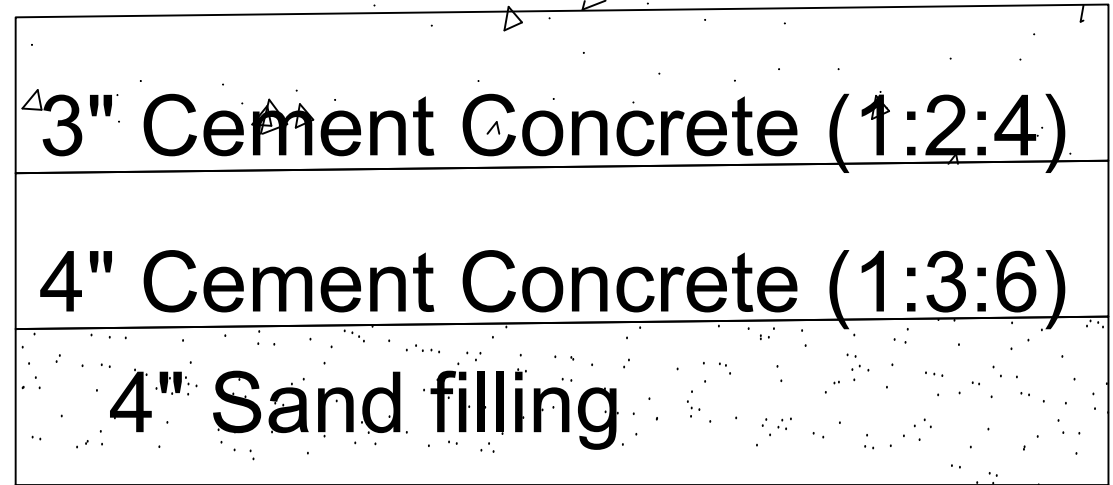 3" Cement Concrete (1:2:4)
4" Cement Concrete (1:3:6)
4" Sand filling